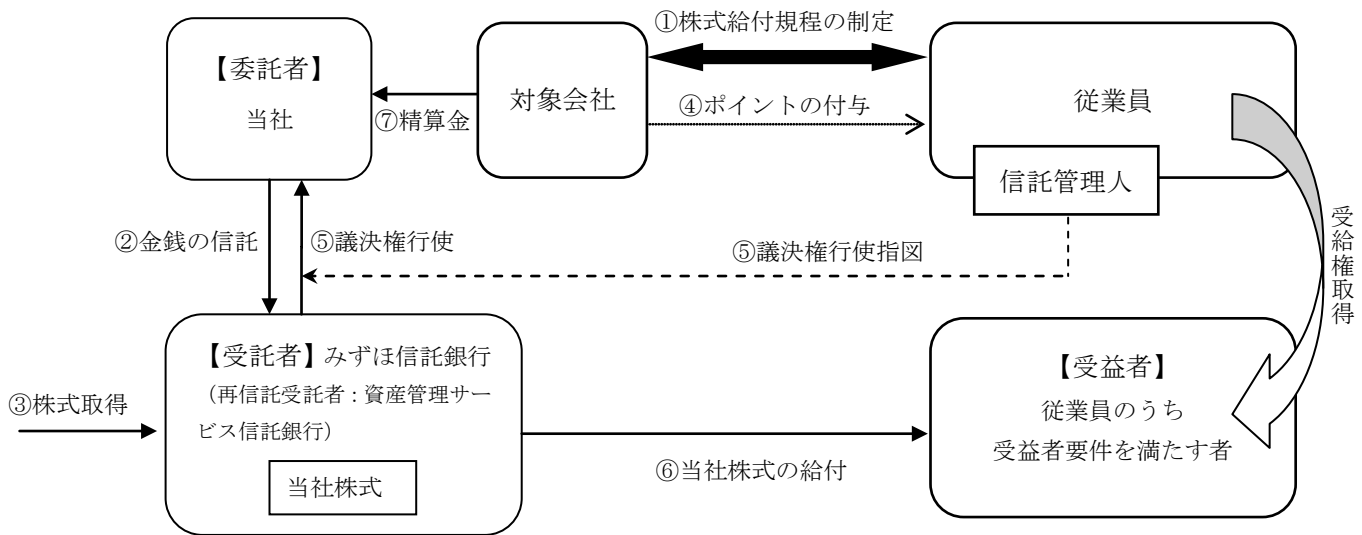 ①株式給付規程の制定
【委託者】
当社
対象会社
従業員
⑦精算金
④ポイントの付与
信託管理人
②金銭の信託
⑤議決権行使
⑤議決権行使指図
受給権取得
【受託者】みずほ信託銀行
（再信託受託者：資産管理サー
ビス信託銀行）
当社株式
③株式取得
⑥当社株式の給付
【受益者】
従業員のうち
受益者要件を満たす者